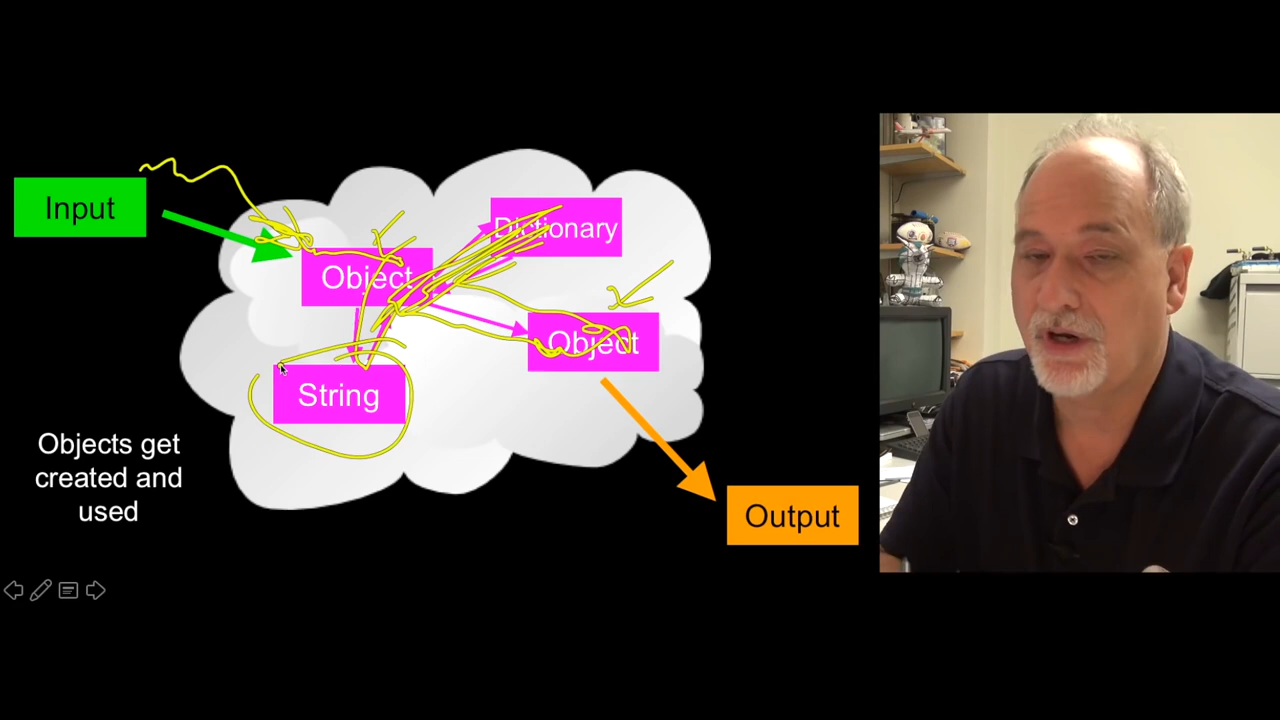 Input
Dictionary
Object
Object
String
Objects get
created and
used
Output